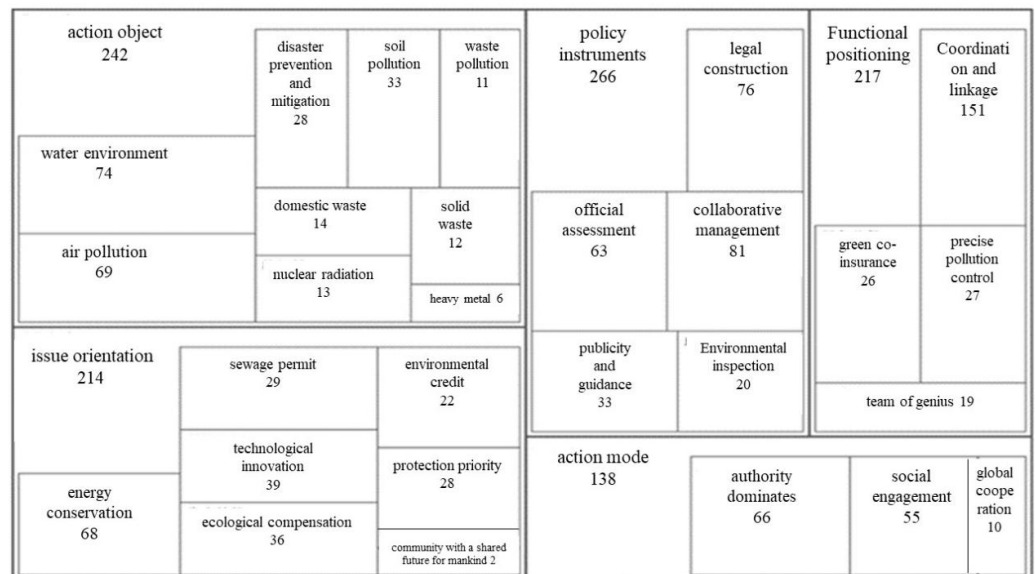 action object
242
disaster
prevention
and
mitigation
28
soil
pollution
33
waste
pollution
11
water environment
74
air pollution
69
domestic waste
14
nuclear radiation
13
solid
waste
12
heavy metal 6
policy
instruments
266
legal
construction
76
official
assessment
63
collaborative
management
81
publicity
and
guidance
33
Environmental
inspection
20
Functional
positioning
217
Coordinati
on and
linkage
151
green co-
insurance
26
precise
pollution
control
27
team of genius 19
issue orientation
214
sewage permit
29
environmental
credit
22
technological
innovation
39
protection priority
28
energy
conservation
68
ecological compensation
36
community with a shared
future for mankind 2
action mode
138
authority
dominates
66
social
engagement
55
global
coope
ration
10